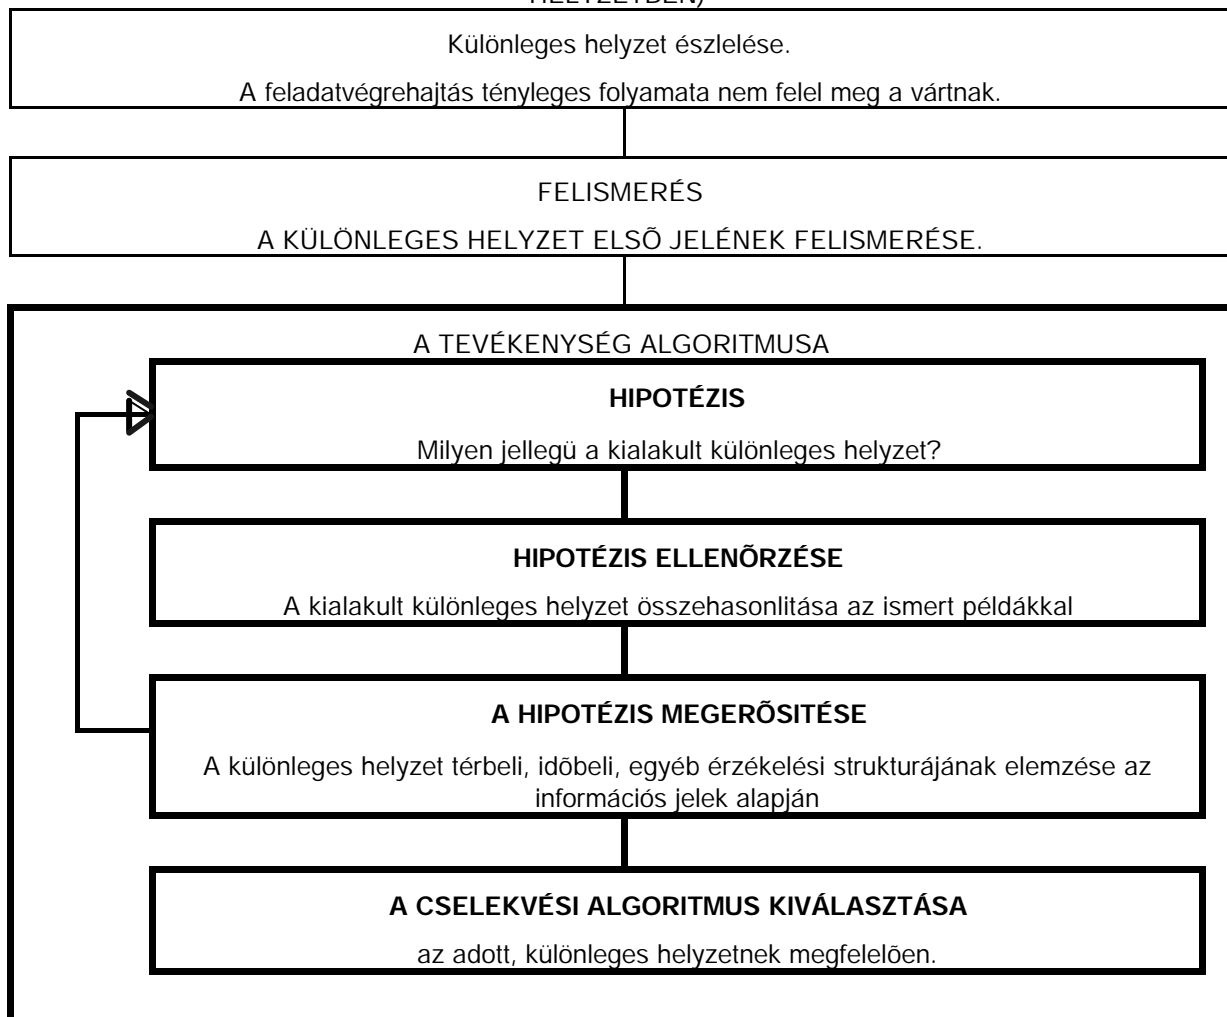 HELYZETBEN)
Különleges helyzet észlelése.
A feladatvégrehajtás tényleges folyamata nem felel meg a vártnak.
FELISMERÉS
A KÜLÖNLEGES HELYZET ELSÕ JELÉNEK FELISMERÉSE.
A TEVÉKENYSÉG ALGORITMUSA
HIPOTÉZIS
Milyen jellegü a kialakult különleges helyzet?
HIPOTÉZIS ELLENÕRZÉSE
A kialakult különleges helyzet összehasonlitása az ismert példákkal
A HIPOTÉZIS MEGERÕSITÉSE
A különleges helyzet térbeli, idõbeli, egyéb érzékelési strukturájának elemzése az
információs jelek alapján
A CSELEKVÉSI ALGORITMUS KIVÁLASZTÁSA
az adott, különleges helyzetnek megfelelõen.